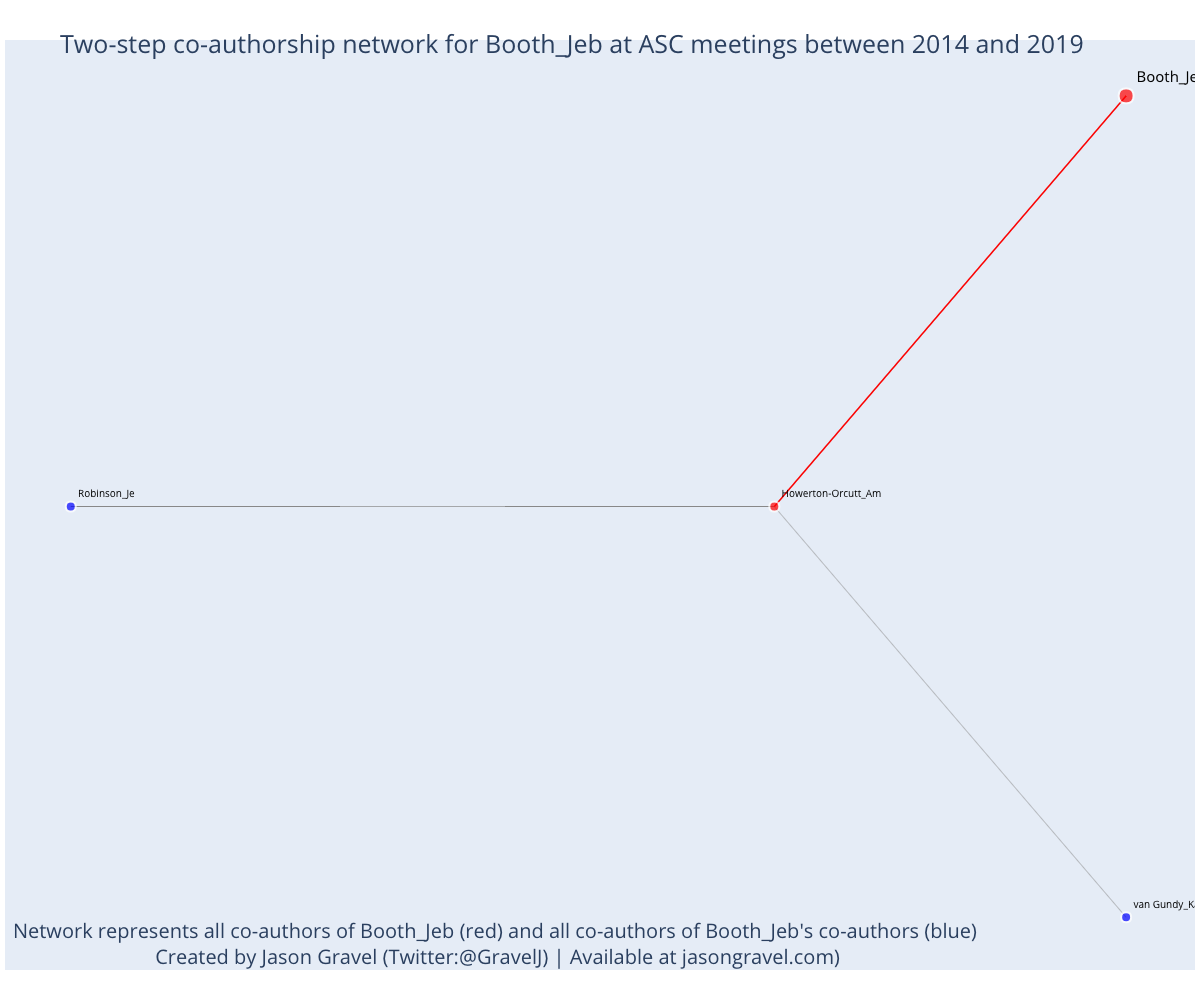 Two-step co-authorship network for Booth_Jeb at ASC meetings between 2014 and 2019
Booth_Je
Robinson_Je
Howerton-Orcutt_Am
van Gundy_Ka
Network represents all co-authors of Booth_Jeb (red) and all co-authors of Booth_Jeb's co-authors (blue)
Created by Jason Gravel (Twitter:@GravelJ) | Available at jasongravel.com)